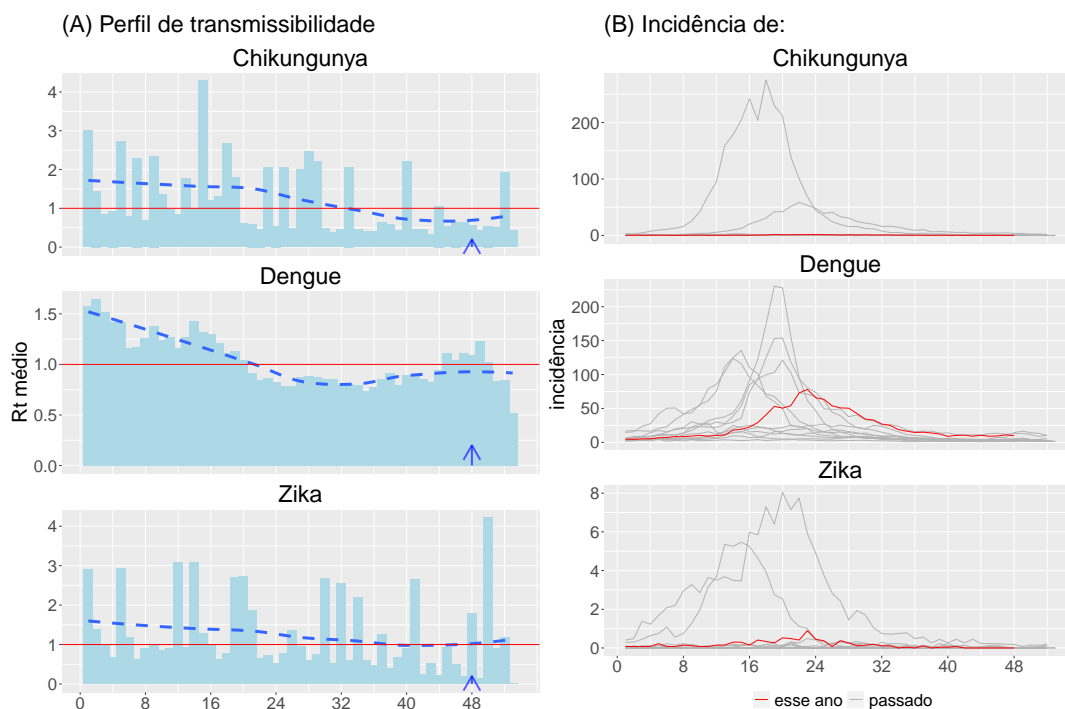 (A) Perfil de transmissibilidade
Chikungunya
4
3
2
1
0
Dengue
1.5
1.0
0.5
0.0
Rt médio
Zika
4
3
2
1
0
0 8 16 24 32 40 48
(B) Incidência de:
Chikungunya
200
100
0
Dengue
250
200
150
100
50
0
incidência
Zika
8
6
4
2
0
0 8 16 24 32 40 48
esse ano passado